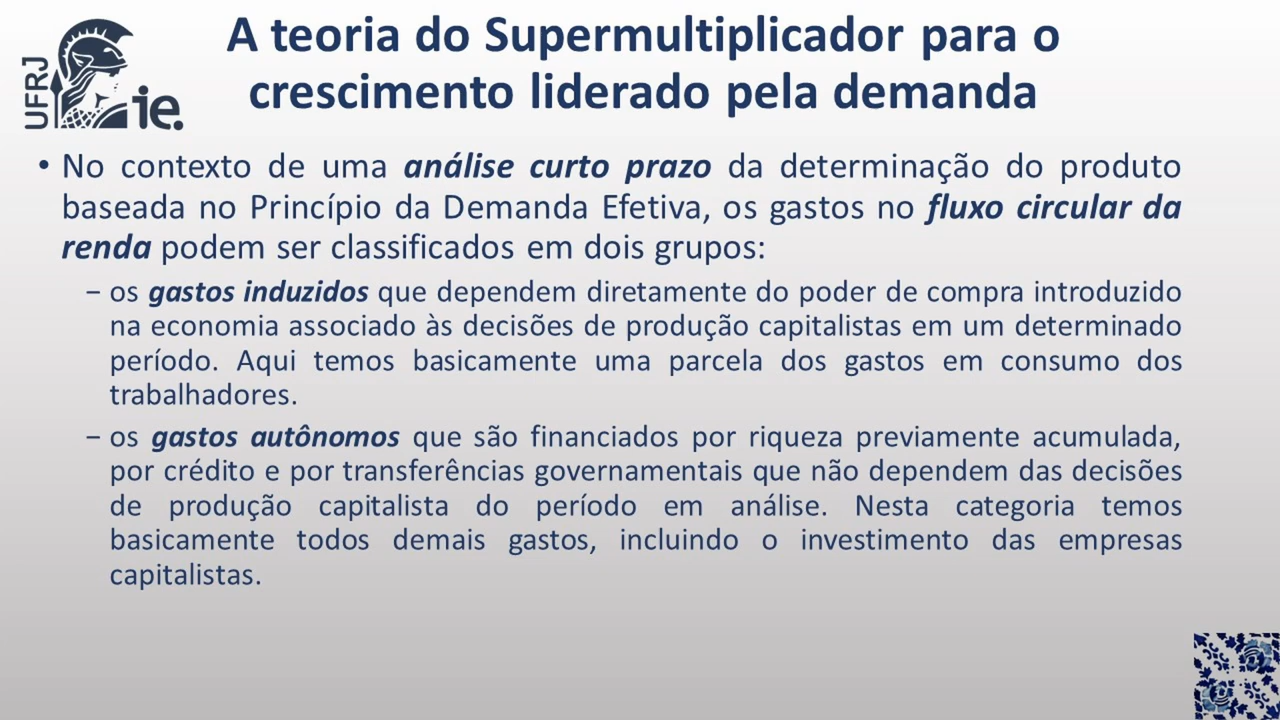 A teoria do Supermultiplicador para o
crescimento liderado pela demanda
UFRJ
ie.
• No contexto de uma análise curto prazo da determinação do produto
baseada no Princípio da Demanda Efetiva, os gastos no fluxo circular da
renda podem ser classificados em dois grupos:
− os gastos induzidos que dependem diretamente do poder de compra introduzido
na economia associado às decisões de produção capitalistas em um determinado
período. Aqui temos basicamente uma parcela dos gastos em consumo dos
trabalhadores.
− os gastos autônomos que são financiados por riqueza previamente acumulada,
por crédito e por transferências governamentais que não dependem das decisões
de produção capitalista do período em análise. Nesta categoria temos
basicamente todos demais gastos, incluindo o investimento das empresas
capitalistas.